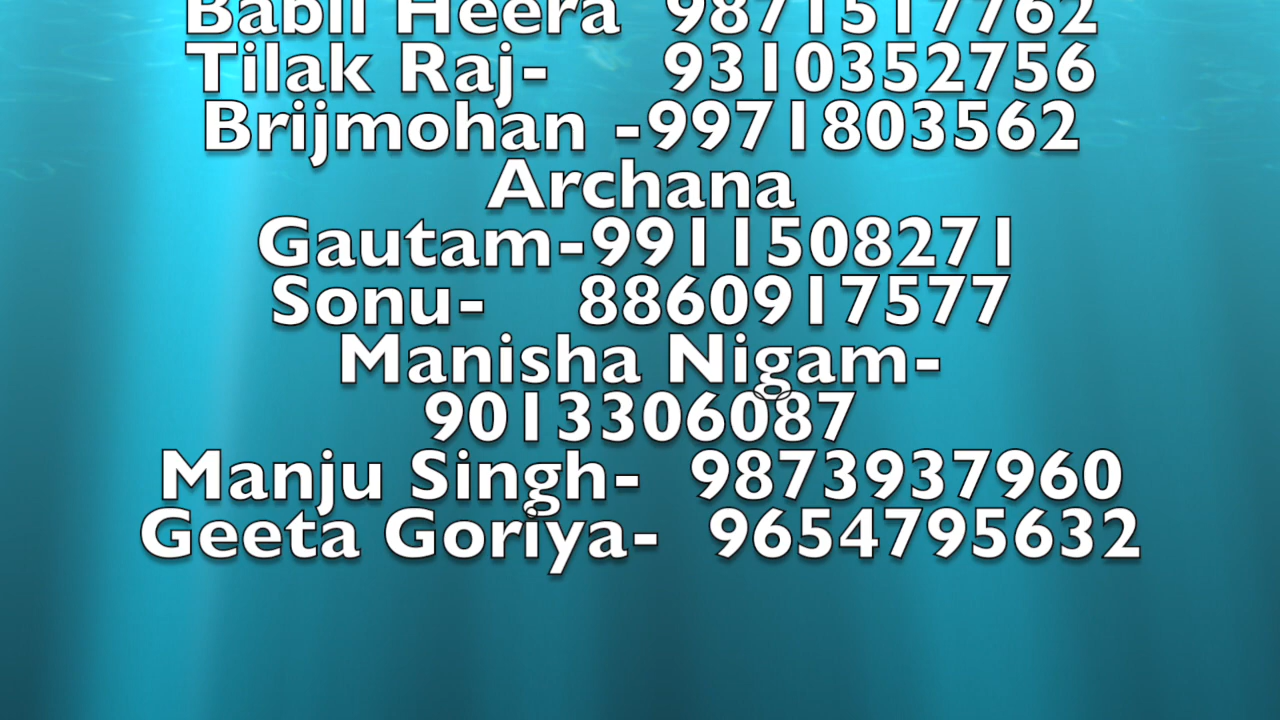 Babli Heera 9871517762
Tilak Raj- 9310352756
Brijmohan -9971803562
Archana
Gautam-9911508271
Sonu- 8860917577
Manisha Nigam-
9013306087
Manju Singh- 9873937960
Geeta Goriya- 9654795632